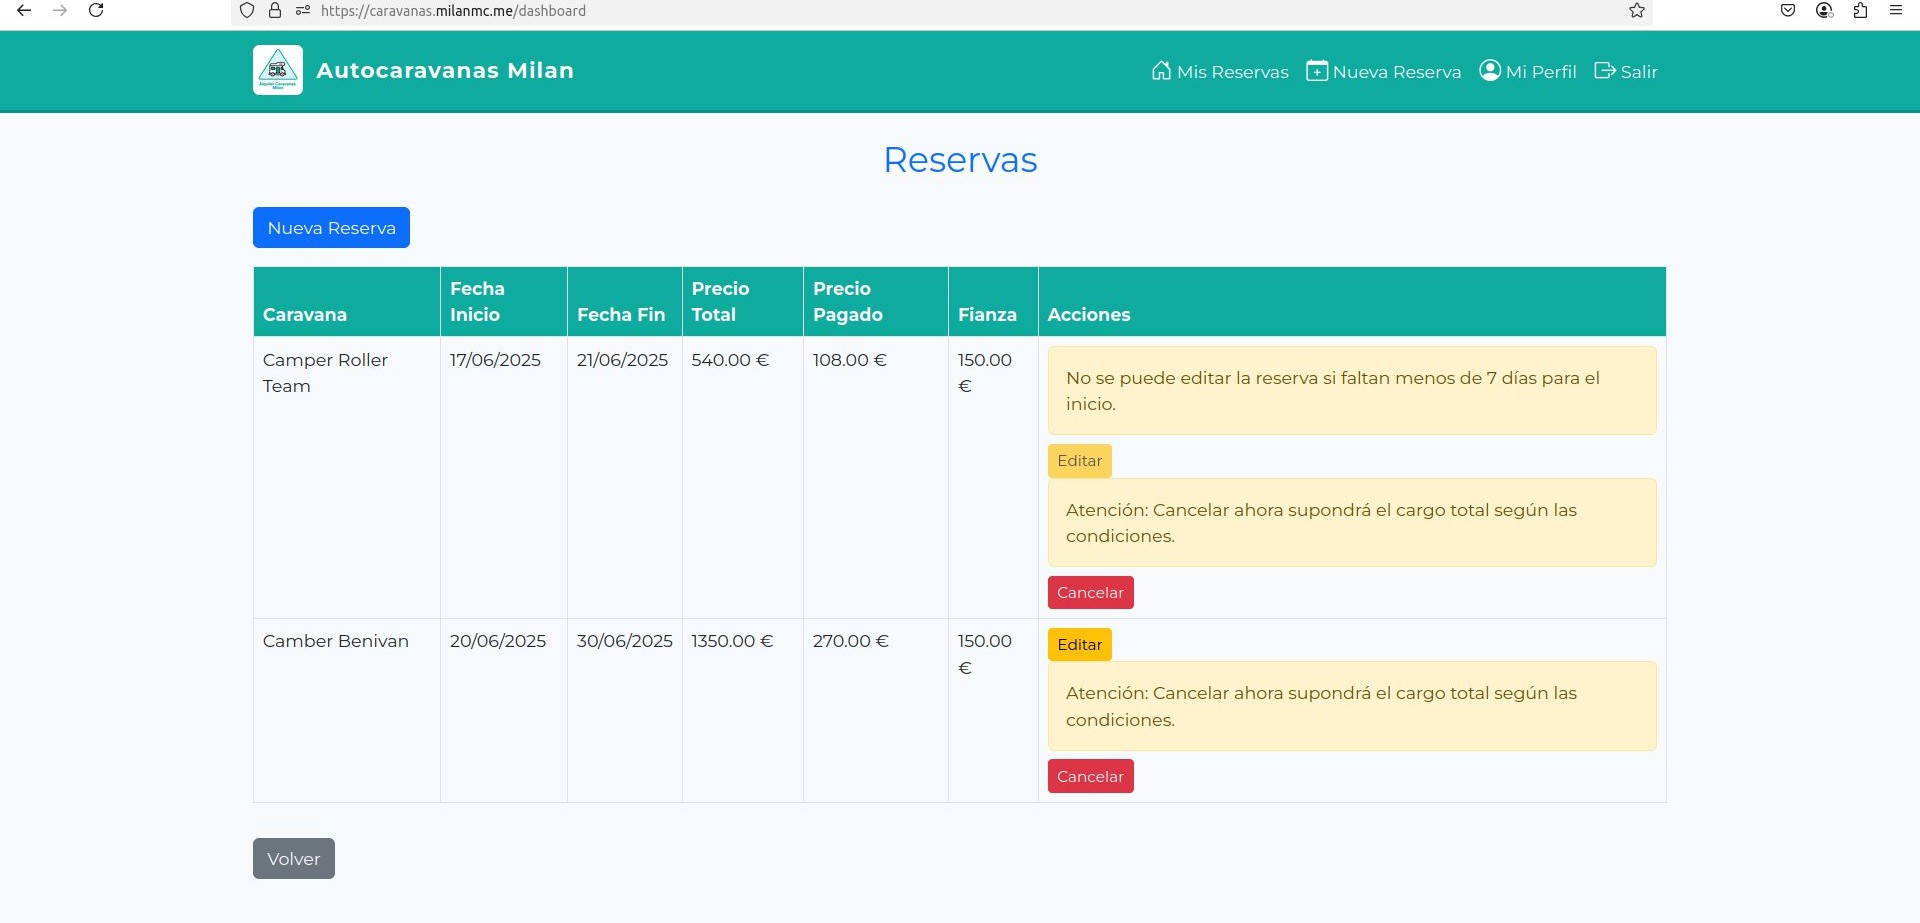 https://caravanas.milanmc.me/dashboard
Autocaravanas Milan
Mis Reservas
Nueva Reserva
Mi Perfil
Salir
Reservas
Nueva Reserva
Caravana
Fecha
Inicio
Fecha Fin
Precio
Total
Precio
Pagado
Fianza
Acciones
Camper Roller
Team
17/06/2025
21/06/2025
540.00 €
108.00 €
150.00
€
No se puede editar la reserva si faltan menos de 7 días para el
inicio.
Editar
Atención: Cancelar ahora supondrá el cargo total según las
condiciones.
Cancelar
Camber Benivan
20/06/2025
30/06/2025
1350.00 €
270.00 €
150.00
€
Editar
Atención: Cancelar ahora supondrá el cargo total según las
condiciones.
Cancelar
Volver